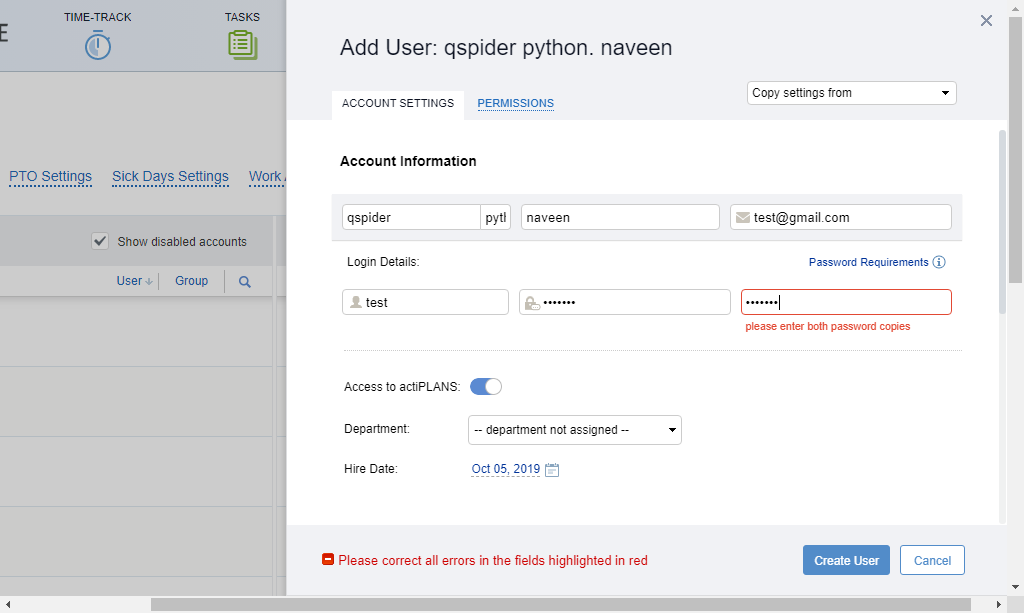 E
TIME-TRACK
TASKS
Add User: qspider python. naveen
ACCOUNT SETTINGS
PERMISSIONS
Copy settings from
PTO Settings
Sick Days Settings
Work
Account Information
qspider
pyth
naveen
test@gmail.com
Show disabled accounts
Login Details:
Password Requirements
User
Group
test
•••••••
•••••••
please enter both password copies
Access to actiPLANS:
Department:
-- department not assigned --
Hire Date:
Oct 05, 2019
Please correct all errors in the fields highlighted in red
Create User
Cancel